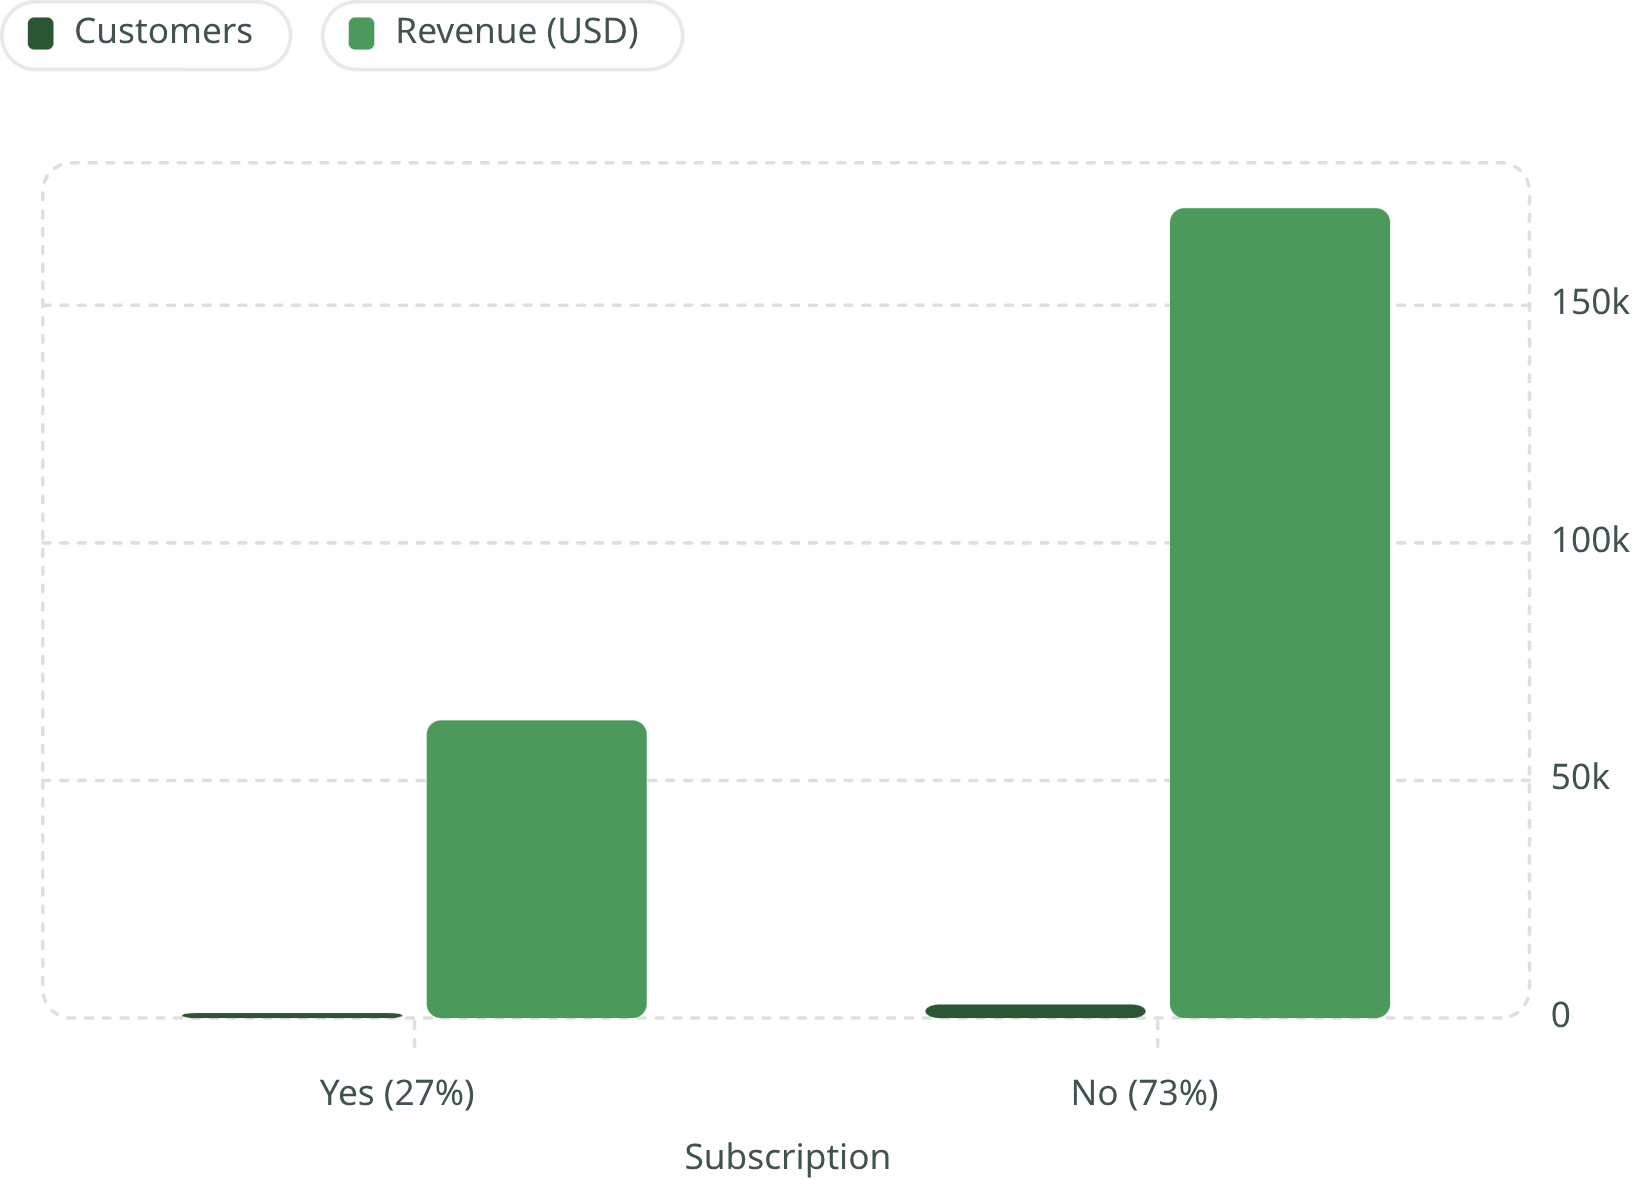 Customers
Revenue (USD)
150k
100k
50k
0
Yes (27%)
No (73%)
Subscription